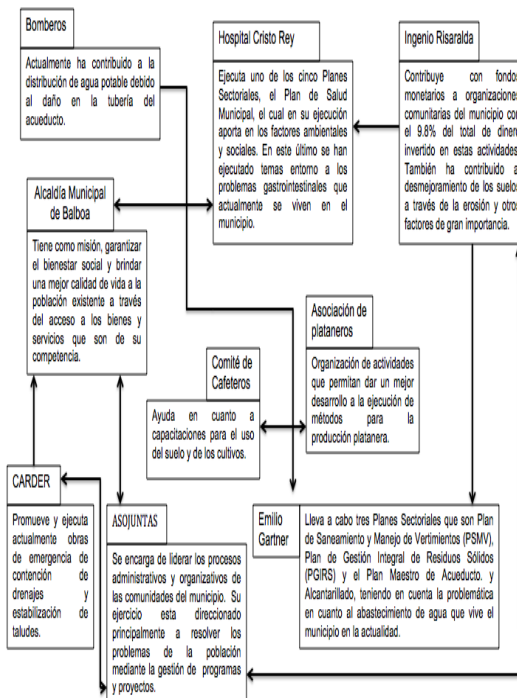 Bomberos
Actualmente ha contribuido a la
distribución de agua potable debido
al daño en la tubería del
acueducto.
Hospital Cristo Rey
Ejecuta uno de los cinco Planes
Sectoriales, el Plan de Salud
Municipal, el cual en su ejecución
aporta en los factores ambientales
y sociales. En este último se han
ejecutado temas entorno a los
problemas gastrointestinales que
actualmente se viven en el
municipio.
Ingenio Risaralda
Contribuye con fondos
monetarios a organizaciones
comunitarias del municipio con
el 9.8% del total de dinero
invertido en estas actividades.
También ha contribuido al
desmejoramiento de los suelos
a través de la erosión y otros
factores de gran importancia.
Alcaldía Municipal
de Balboa
Tiene como misión, garantizar
el bienestar social y brindar
una mejor calidad de vida a la
población existente a través
del acceso a los bienes y
servicios que son de su
competencia.
Asociación de
plataneros
Organización de actividades
que permitan dar un mejor
desarrollo a la ejecución de
métodos para la
producción platanera.
Comité de
Cafeteros
Ayuda en cuanto a
capacitaciones para el uso
del suelo y de los cultivos.
CARDER
Promueve y ejecuta
actualmente obras
de emergencia de
contención de
drenajes y
estabilización de
taludes.
ASOJUNTAS
Se encarga de liderar los procesos
administrativos y organizativos de
las comunidades del municipio. Su
ejercicio esta direccionado
principalmente a resolver los
problemas de la población
mediante la gestión de programas
y proyectos.
Emilio
Gartner
Lleva a cabo tres Planes Sectoriales que son Plan
de Saneamiento y Manejo de Vertimientos (PSMV),
Plan de Gestión Integral de Residuos Sólidos
(PGIRS) y el Plan Maestro de Acueducto. y
Alcantarillado, teniendo en cuenta la problemática
en cuanto al abastecimiento de agua que vive el
municipio en la actualidad.